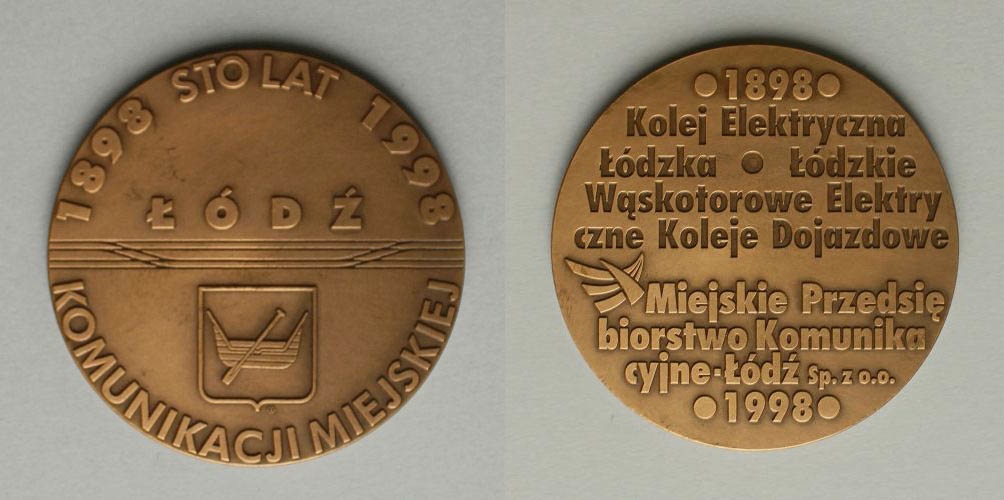 1898 STO LAT 1998
ŁÓDŹ
KOMUNIKACJI MIEJSKIEJ
1898
Kolej Elektryczna
Łódzka Łódzkie
Wąskotorowe Elektry
czne Koleje Dojazdowe
Miejskie Przedsię
biorstwo Komunika
cyjne-Łódź Sp. z o.o.
1998